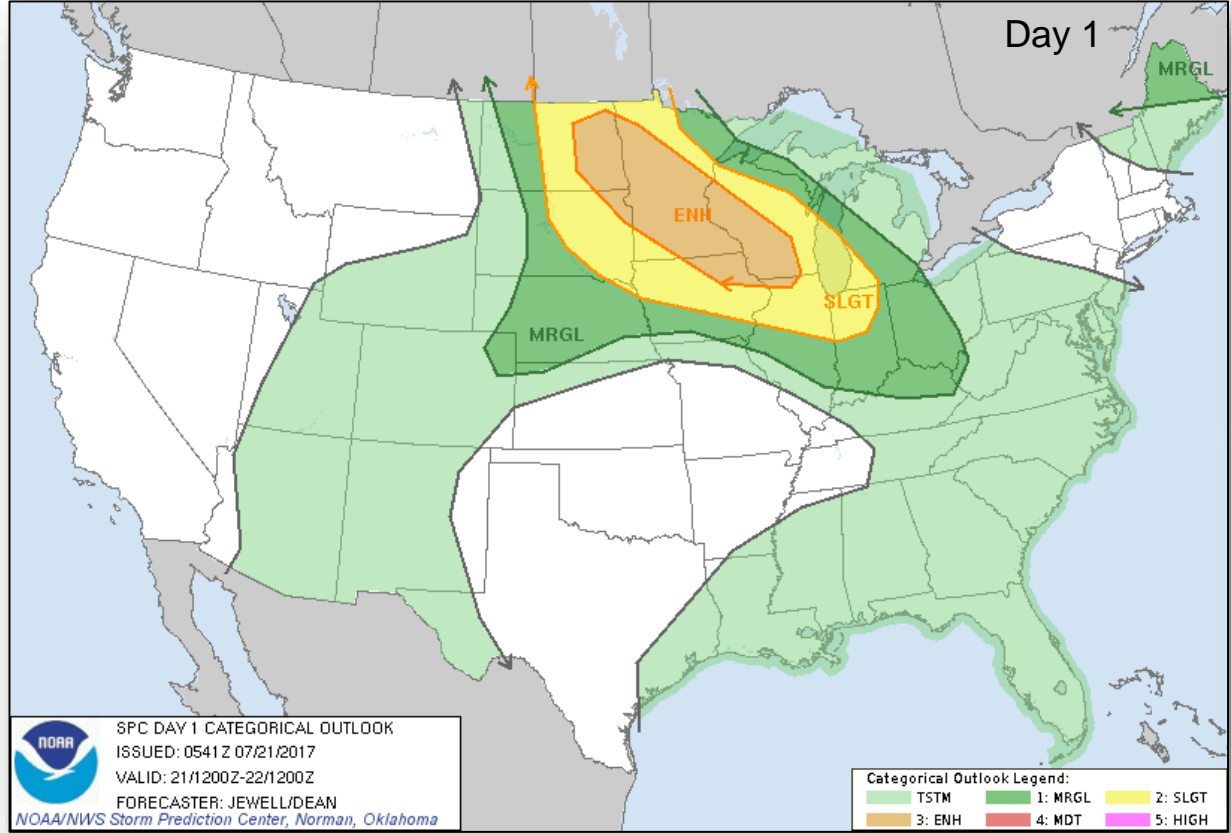 Day 1
MRGL
ENH
SLGT
MRGL
NOAA
SPC DAY 1 CATEGORICAL OUTLOOK
ISSUED: 0541Z 07/21/2017
VALID: 21/1200Z-22/1200Z
FORECASTER: JEWELL/DEAN
NOAA/NWS Storm Prediction Center, Norman, Oklahoma
Categorical Outlook Legend:
TSTM 1: MRGL 2: SLGT
3: ENH 4: MDT 5: HIGH